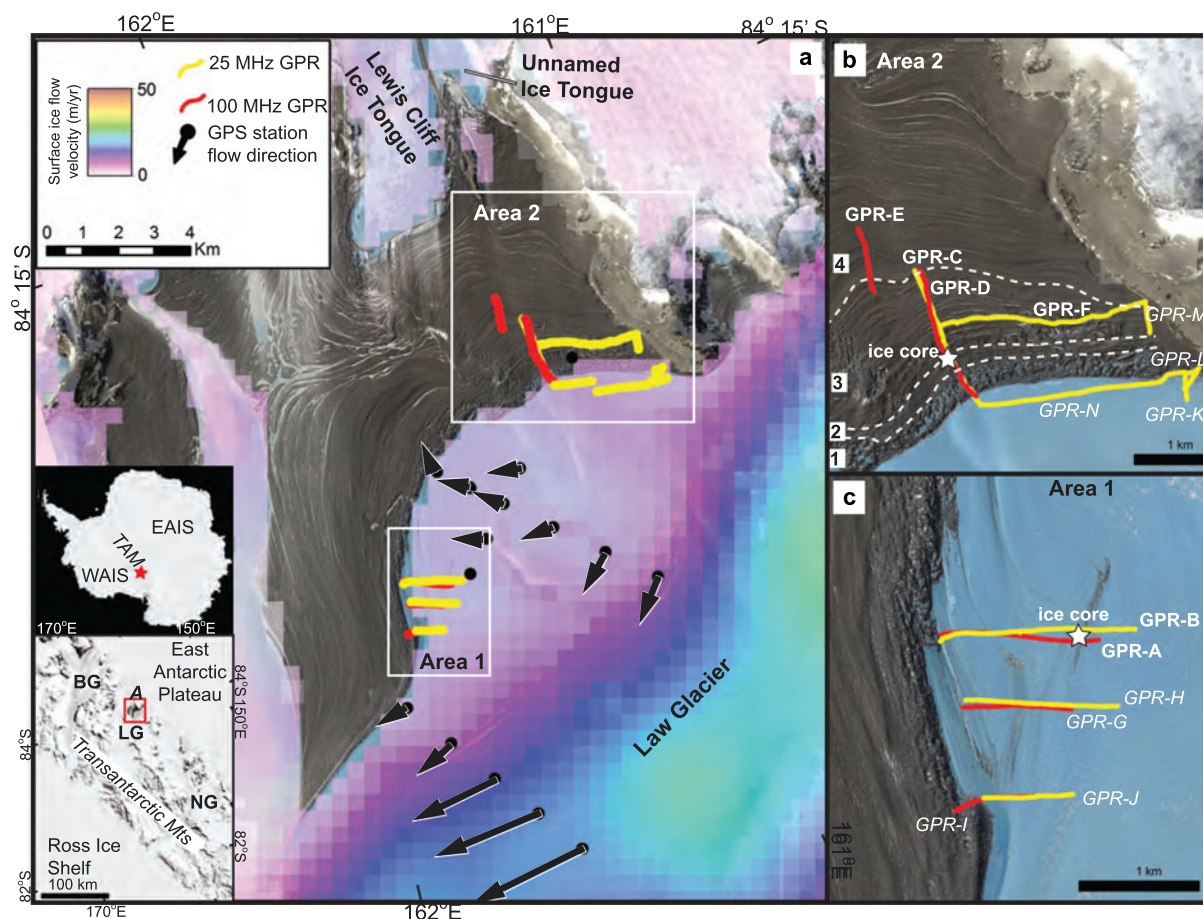 162°E
161°E
84° 15' S
Surface ice flow
velocity (m/yr)
50
0
25 MHz GPR
100 MHz GPR
GPS station
flow direction
0 1 2 3 4
Km
84° 15' S
Lewis Cliff
Ice Tongue
Unnamed
Ice Tongue
a
Area 2
Area 1
Law Glacier
162°E
161°E
EAIS
TAM
WAIS
170°E
150°E
East
Antarctic
Plateau
BG
A
LG
NG
Transantarctic Mts
Ross Ice
Shelf
100 km
84°S
150°E
84°S
82°S
82°S
170°E
b
Area 2
GPR-E
4
GPR-C
GPR-D
GPR-F
GPR-M
ice core
GPR-L
3
GPR-N
GPR-K
2
1
1 km
c
Area 1
ice core
GPR-B
GPR-A
GPR-H
GPR-G
GPR-J
GPR-I
1 km